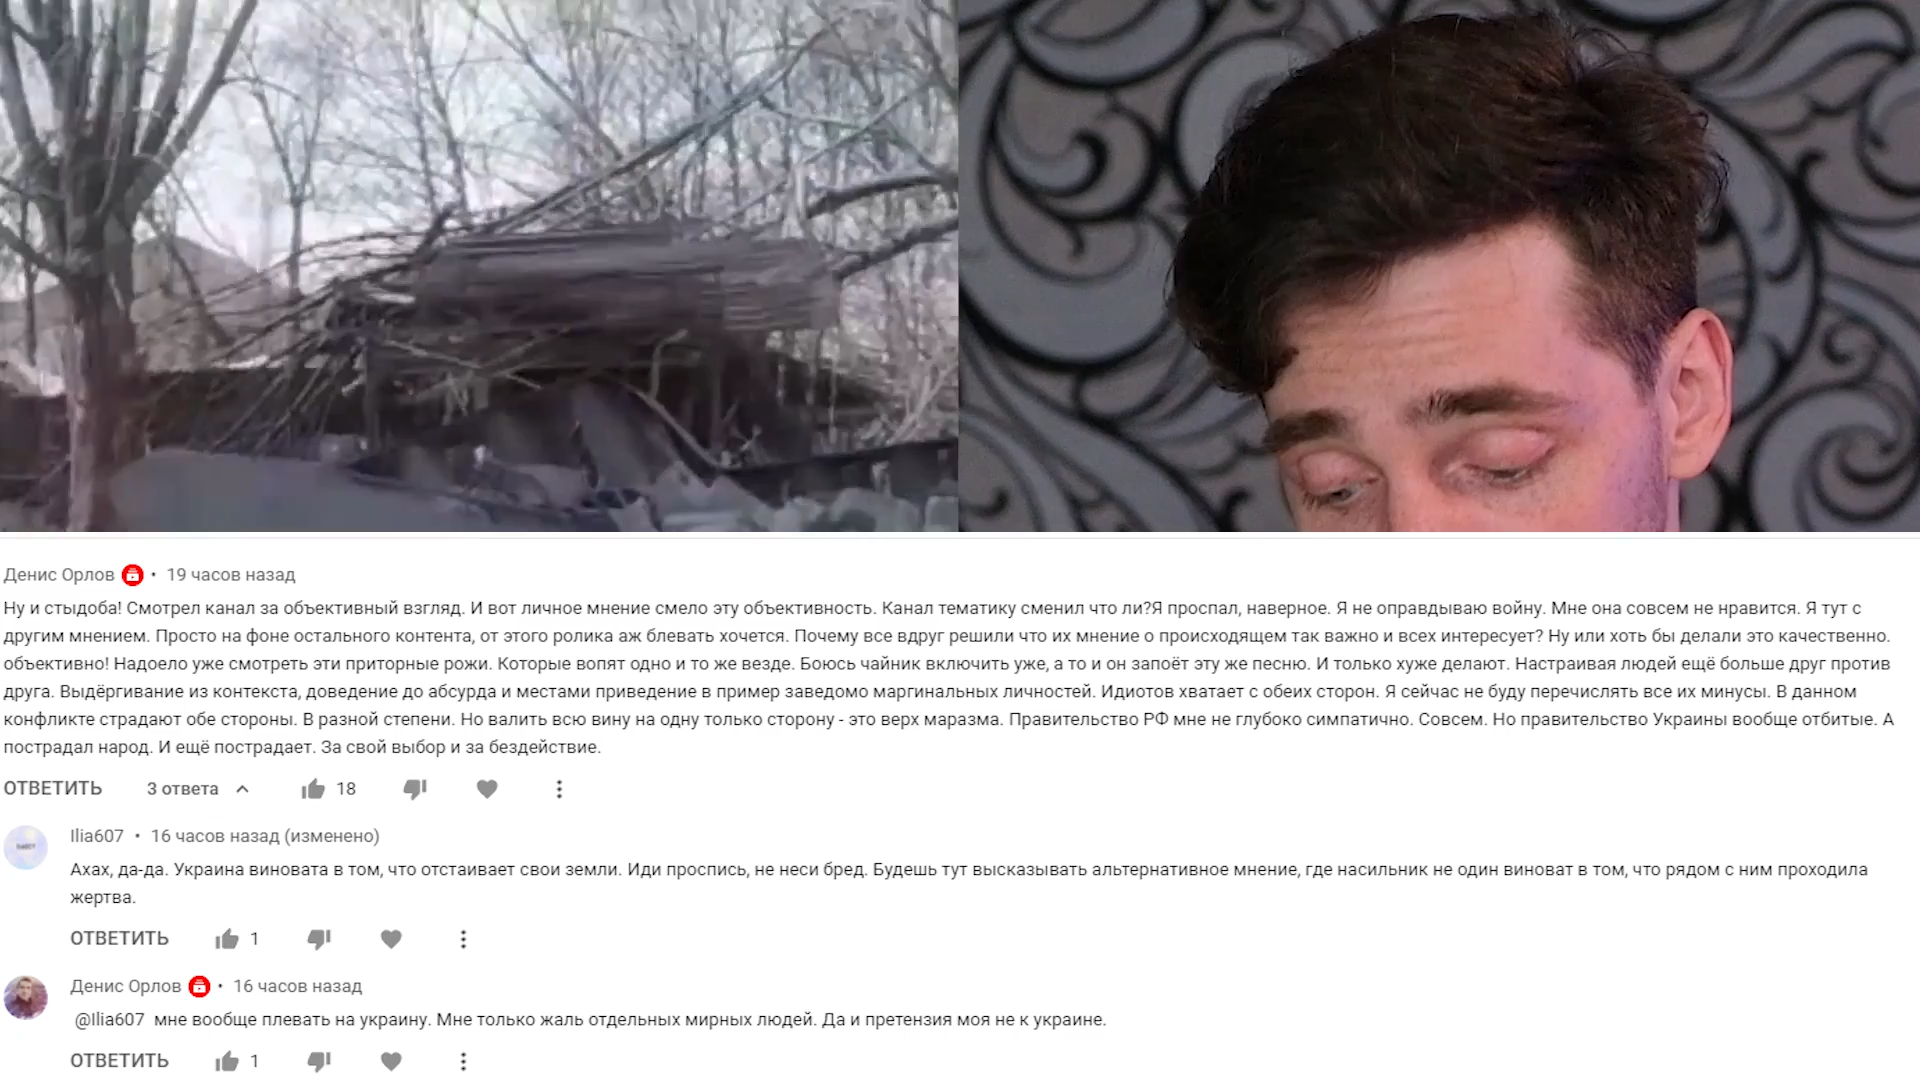 Денис Орлов • 19 часов назад
Ну и стыдоба! Смотрел канал за объективный взгляд. И вот личное мнение смело эту объективность. Канал тематику сменил что ли?Я проспал, наверное. Я не оправдываю войну. Мне она совсем не нравится. Я тут с
другим мнением. Просто на фоне остального контента, от этого ролика аж блевать хочется. Почему все вдруг решили что их мнение о происходящем так важно и всех интересует? Ну или хоть бы делали это качественно.
объективно! Надоело уже смотреть эти приторные рожи. Которые вопят одно и то же везде. Боюсь чайник включить уже, а то и он запоёт эту же песню. И только хуже делают. Настраивая людей ещё больше друг против
друга. Выдёргивание из контекста, доведение до абсурда и местами приведение в пример заведомо маргинальных личностей. Идиотов хватает с обеих сторон. Я сейчас не буду перечислять все их минусы. В данном
конфликте страдают обе стороны. В разной степени. Но валить всю вину на одну только сторону - это верх маразма. Правительство РФ мне не глубоко симпатично. Совсем. Но правительство Украины вообще отбитые. А
пострадал народ. И ещё пострадает. За свой выбор и за бездействие.
ОТВЕТИТЬ 3 ответа 18
Ilia607 • 16 часов назад (изменено)
Ахах, да-да. Украина виновата в том, что отстаивает свои земли. Иди проспись, не неси бред. Будешь тут высказывать альтернативное мнение, где насильник не один виноват в том, что рядом с ним проходила
жертва.
ОТВЕТИТЬ 1
Денис Орлов • 16 часов назад
@Ilia607 мне вообще плевать на украину. Мне только жаль отдельных мирных людей. Да и претензия моя не к украине.
ОТВЕТИТЬ 1